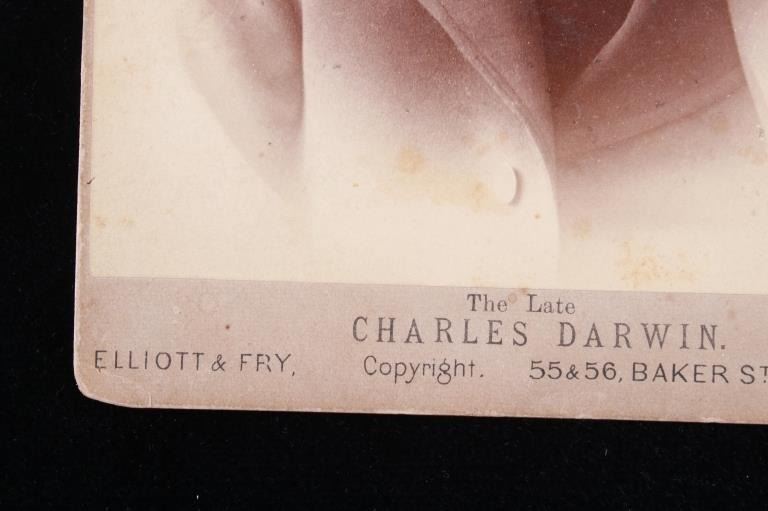 The Late
CHARLES DARWIN.
ELLIOTT & FRY, Copyright. 55 & 56, BAKER ST